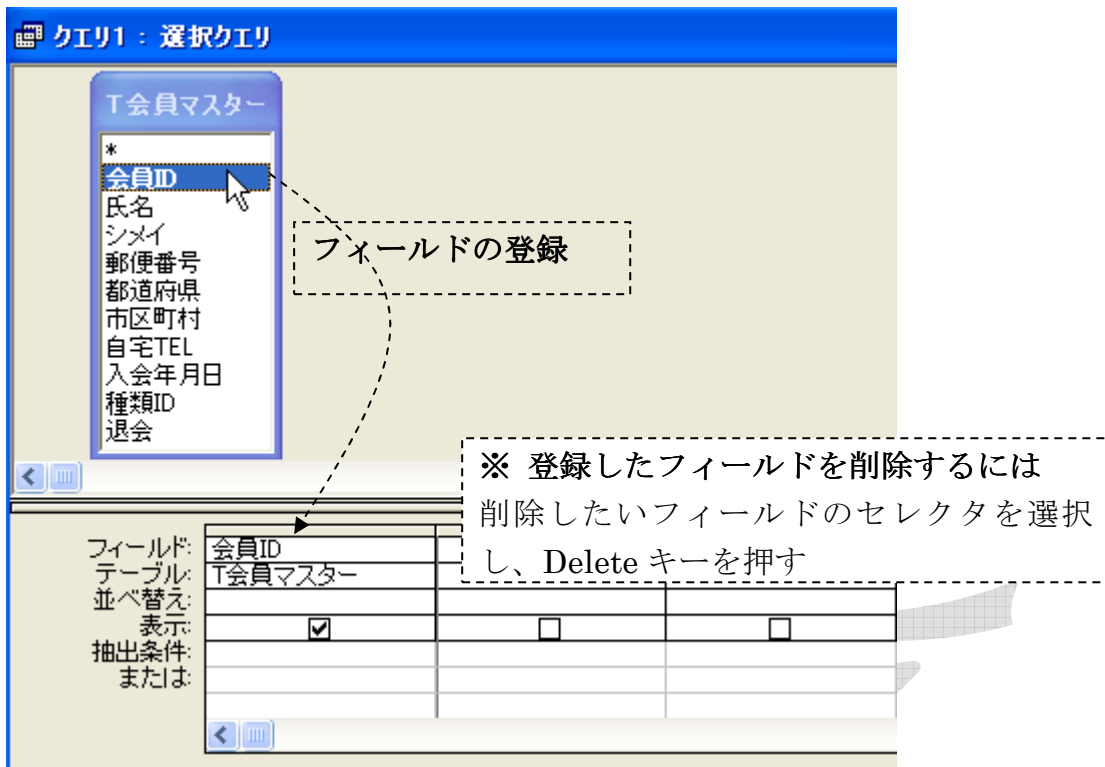 クエリ1 : 選択クエリ
T会員マスター
*
会員ID
氏名
シメイ
郵便番号
都道府県
市区町村
自宅TEL
入会年月日
種類ID
退会
フィールドの登録
※ 登録したフィールドを削除するには
削除したいフィールドのセレクタを選択
し、Delete キーを押す
フィールド: 会員ID
テーブル: T会員マスター
並べ替え:
表示:
抽出条件:
または: